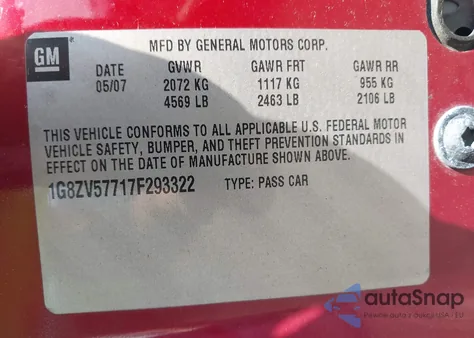 GM
MFD BY GENERAL MOTORS CORP.
DATE GVWR GAWR FRT GAWR RR
05/07 2072 KG 1117 KG 955 KG
4569 LB 2463 LB 2106 LB
THIS VEHICLE CONFORMS TO ALL APPLICABLE U.S. FEDERAL MOTOR
VEHICLE SAFETY, BUMPER, AND THEFT PREVENTION STANDARDS IN
EFFECT ON THE DATE OF MANUFACTURE SHOWN ABOVE.
1G8ZV57717F293322 TYPE: PASS CAR
autoSnap